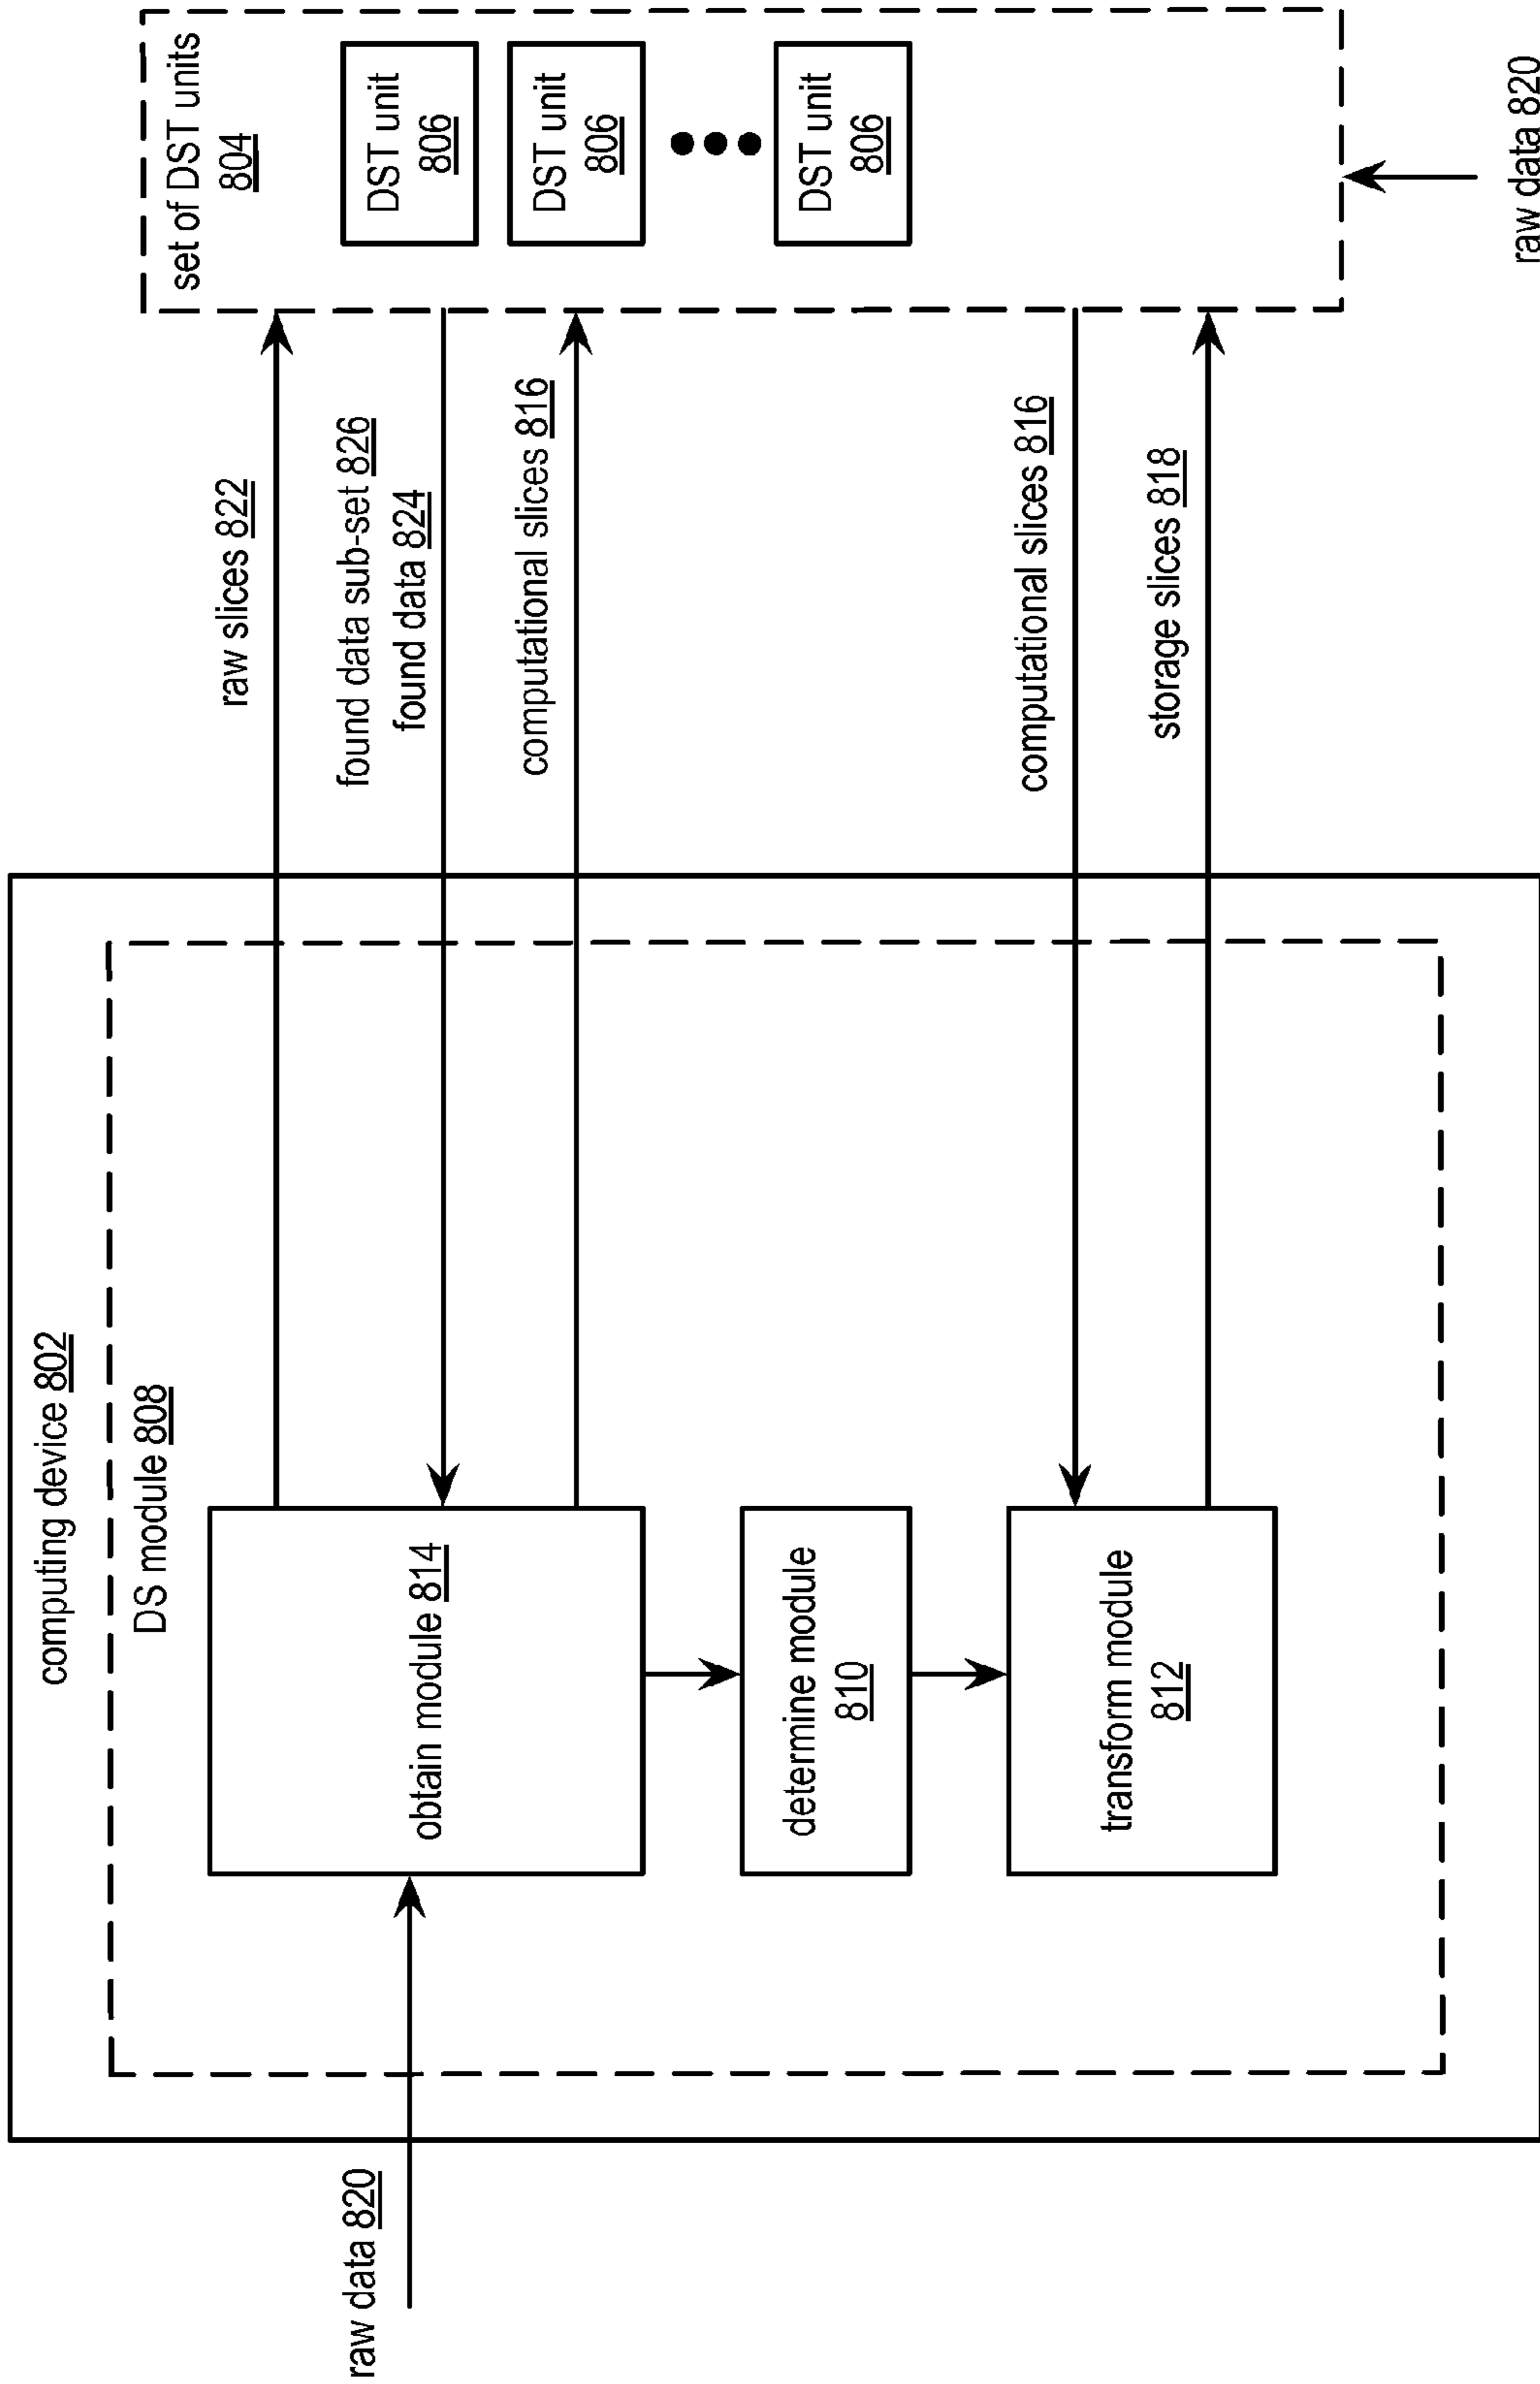 computing device 802
DS module 808
raw data 820
obtain module 814
determine module
810
transform module
812
raw slices 822
found data sub-set 826
found data 824
computational slices 816
computational slices 816
storage slices 818
set of DST units
804
DST unit
806
DST unit
806
DST unit
806
raw data 820